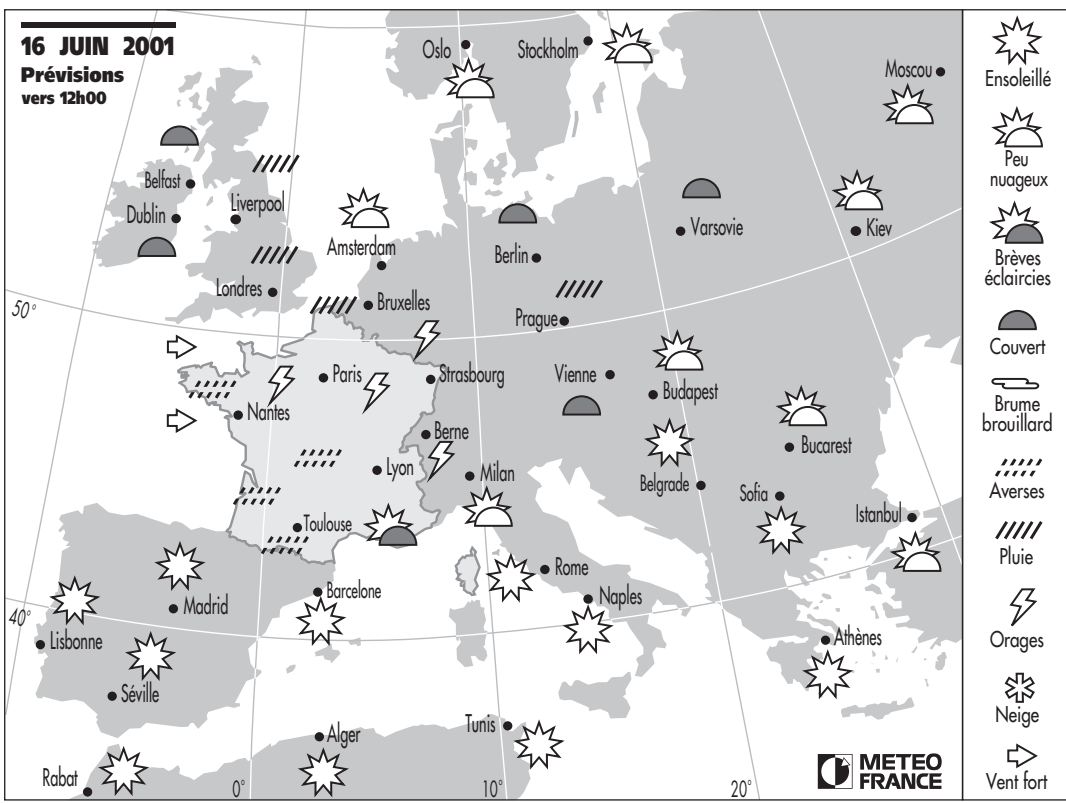 16 JUIN 2001
Prévisions
vers 12h00
Oslo
Stockholm
Moscou
Belfast
Dublin
Liverpool
Amsterdam
Berlin
Varsovie
Kiev
Londres
Bruxelles
50°
Prague
Paris
Strasbourg
Vienne
Budapest
Nantes
Berne
Bucarest
Lyon
Milan
Belgrade
Sofia
Istanbul
Toulouse
Rome
Barcelone
Naples
Madrid
40°
Lisbonne
Athènes
Séville
Tunis
Alger
Rabat
0°
10°
20°
METEO
FRANCE
Ensoleillé
Peu
nuageux
Brèves
éclaircies
Couvert
Brume
brouillard
Averses
Pluie
Orages
Neige
Vent fort